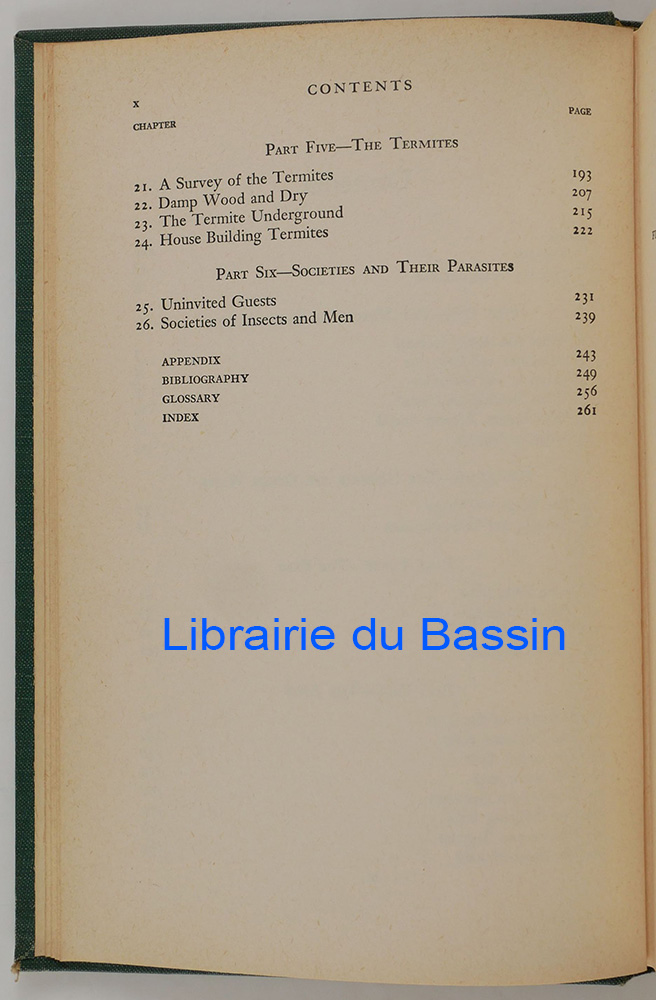 x
CONTENTS
CHAPTER PAGE
PART FIVE—THE TERMITES
21. A Survey of the Termites 193
22. Damp Wood and Dry 207
23. The Termite Underground 215
24. House Building Termites 222
PART SIX—SOCIETIES AND THEIR PARASITES
25. Uninvited Guests 231
26. Societies of Insects and Men 239
APPENDIX 243
BIBLIOGRAPHY 249
GLOSSARY 256
INDEX 261
Librairie du Bassin